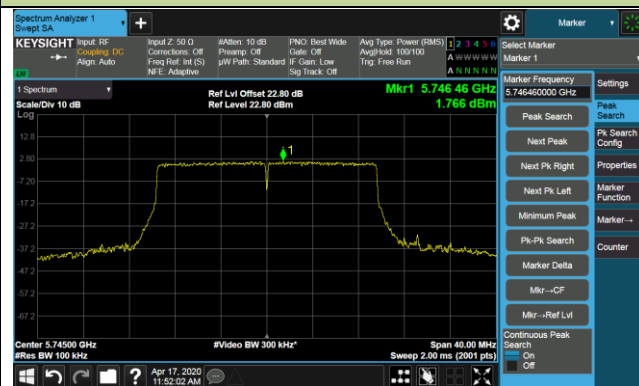 Spectrum Analyzer 1
Swept SA
Marker
KEYSIGHT
Input: RF
Coupling: DC
Align: Auto
Input Z: 50 Ω
Corrections: Off
Freq Ref: Int (S)
NFE: Adaptive
#Atten: 10 dB
Preamp: Off
µW Path: Standard
PNO: Best Wide
Gate: Off
IF Gain: Low
Sig Track: Off
Avg Type: Power (RMS)
Avg|Hold: 100/100
Trig: Free Run
1 2 3 4 5 6
A W W W W W
A N N N N N
Select Marker
Marker 1
1 Spectrum
Scale/Div 10 dB
Log
Ref Lvl Offset 22.80 dB
Ref Level 22.80 dBm
Mkr1 5.746 46 GHz
1.766 dBm
12.8
2.80
-7.20
-17.2
-27.2
-37.2
-47.2
-57.2
-67.2
1
Center 5.74500 GHz
#Res BW 100 kHz
#Video BW 300 kHz*
Span 40.00 MHz
Sweep 2.00 ms (2001 pts)
Marker Frequency
5.746460000 GHz
Peak Search
Next Peak
Next Pk Right
Next Pk Left
Minimum Peak
Pk-Pk Search
Marker Delta
Mkr→CF
Mkr→Ref Lvl
Continuous Peak
Search
On
Off
Settings
Peak
Search
Pk Search
Config
Properties
Marker
Function
Marker→
Counter
Apr 17, 2020
11:52:02 AM